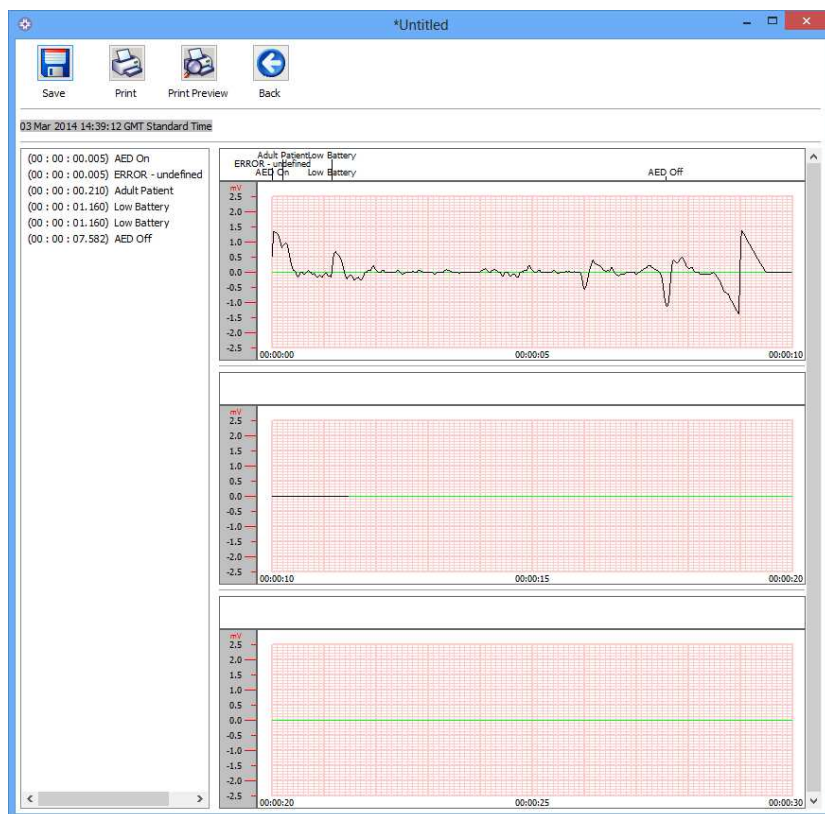 *Untitled
Save Print Print Preview Back
03 Mar 2014 14:39:12 GMT Standard Time
(00 : 00 : 00.005) AED On
(00 : 00 : 00.005) ERROR - undefined
(00 : 00 : 00.210) Adult Patient
(00 : 00 : 01.160) Low Battery
(00 : 00 : 01.160) Low Battery
(00 : 00 : 07.582) AED Off
Adult Patient Low Battery
ERROR - undefined
AED On Low Battery AED Off
mV
2.5
2.0
1.5
1.0
0.5
0.0
-0.5
-1.0
-1.5
-2.0
-2.5
00:00:00 00:00:05 00:00:10
mV
2.5
2.0
1.5
1.0
0.5
0.0
-0.5
-1.0
-1.5
-2.0
-2.5
00:00:10 00:00:15 00:00:20
mV
2.5
2.0
1.5
1.0
0.5
0.0
-0.5
-1.0
-1.5
-2.0
-2.5
00:00:20 00:00:25 00:00:30